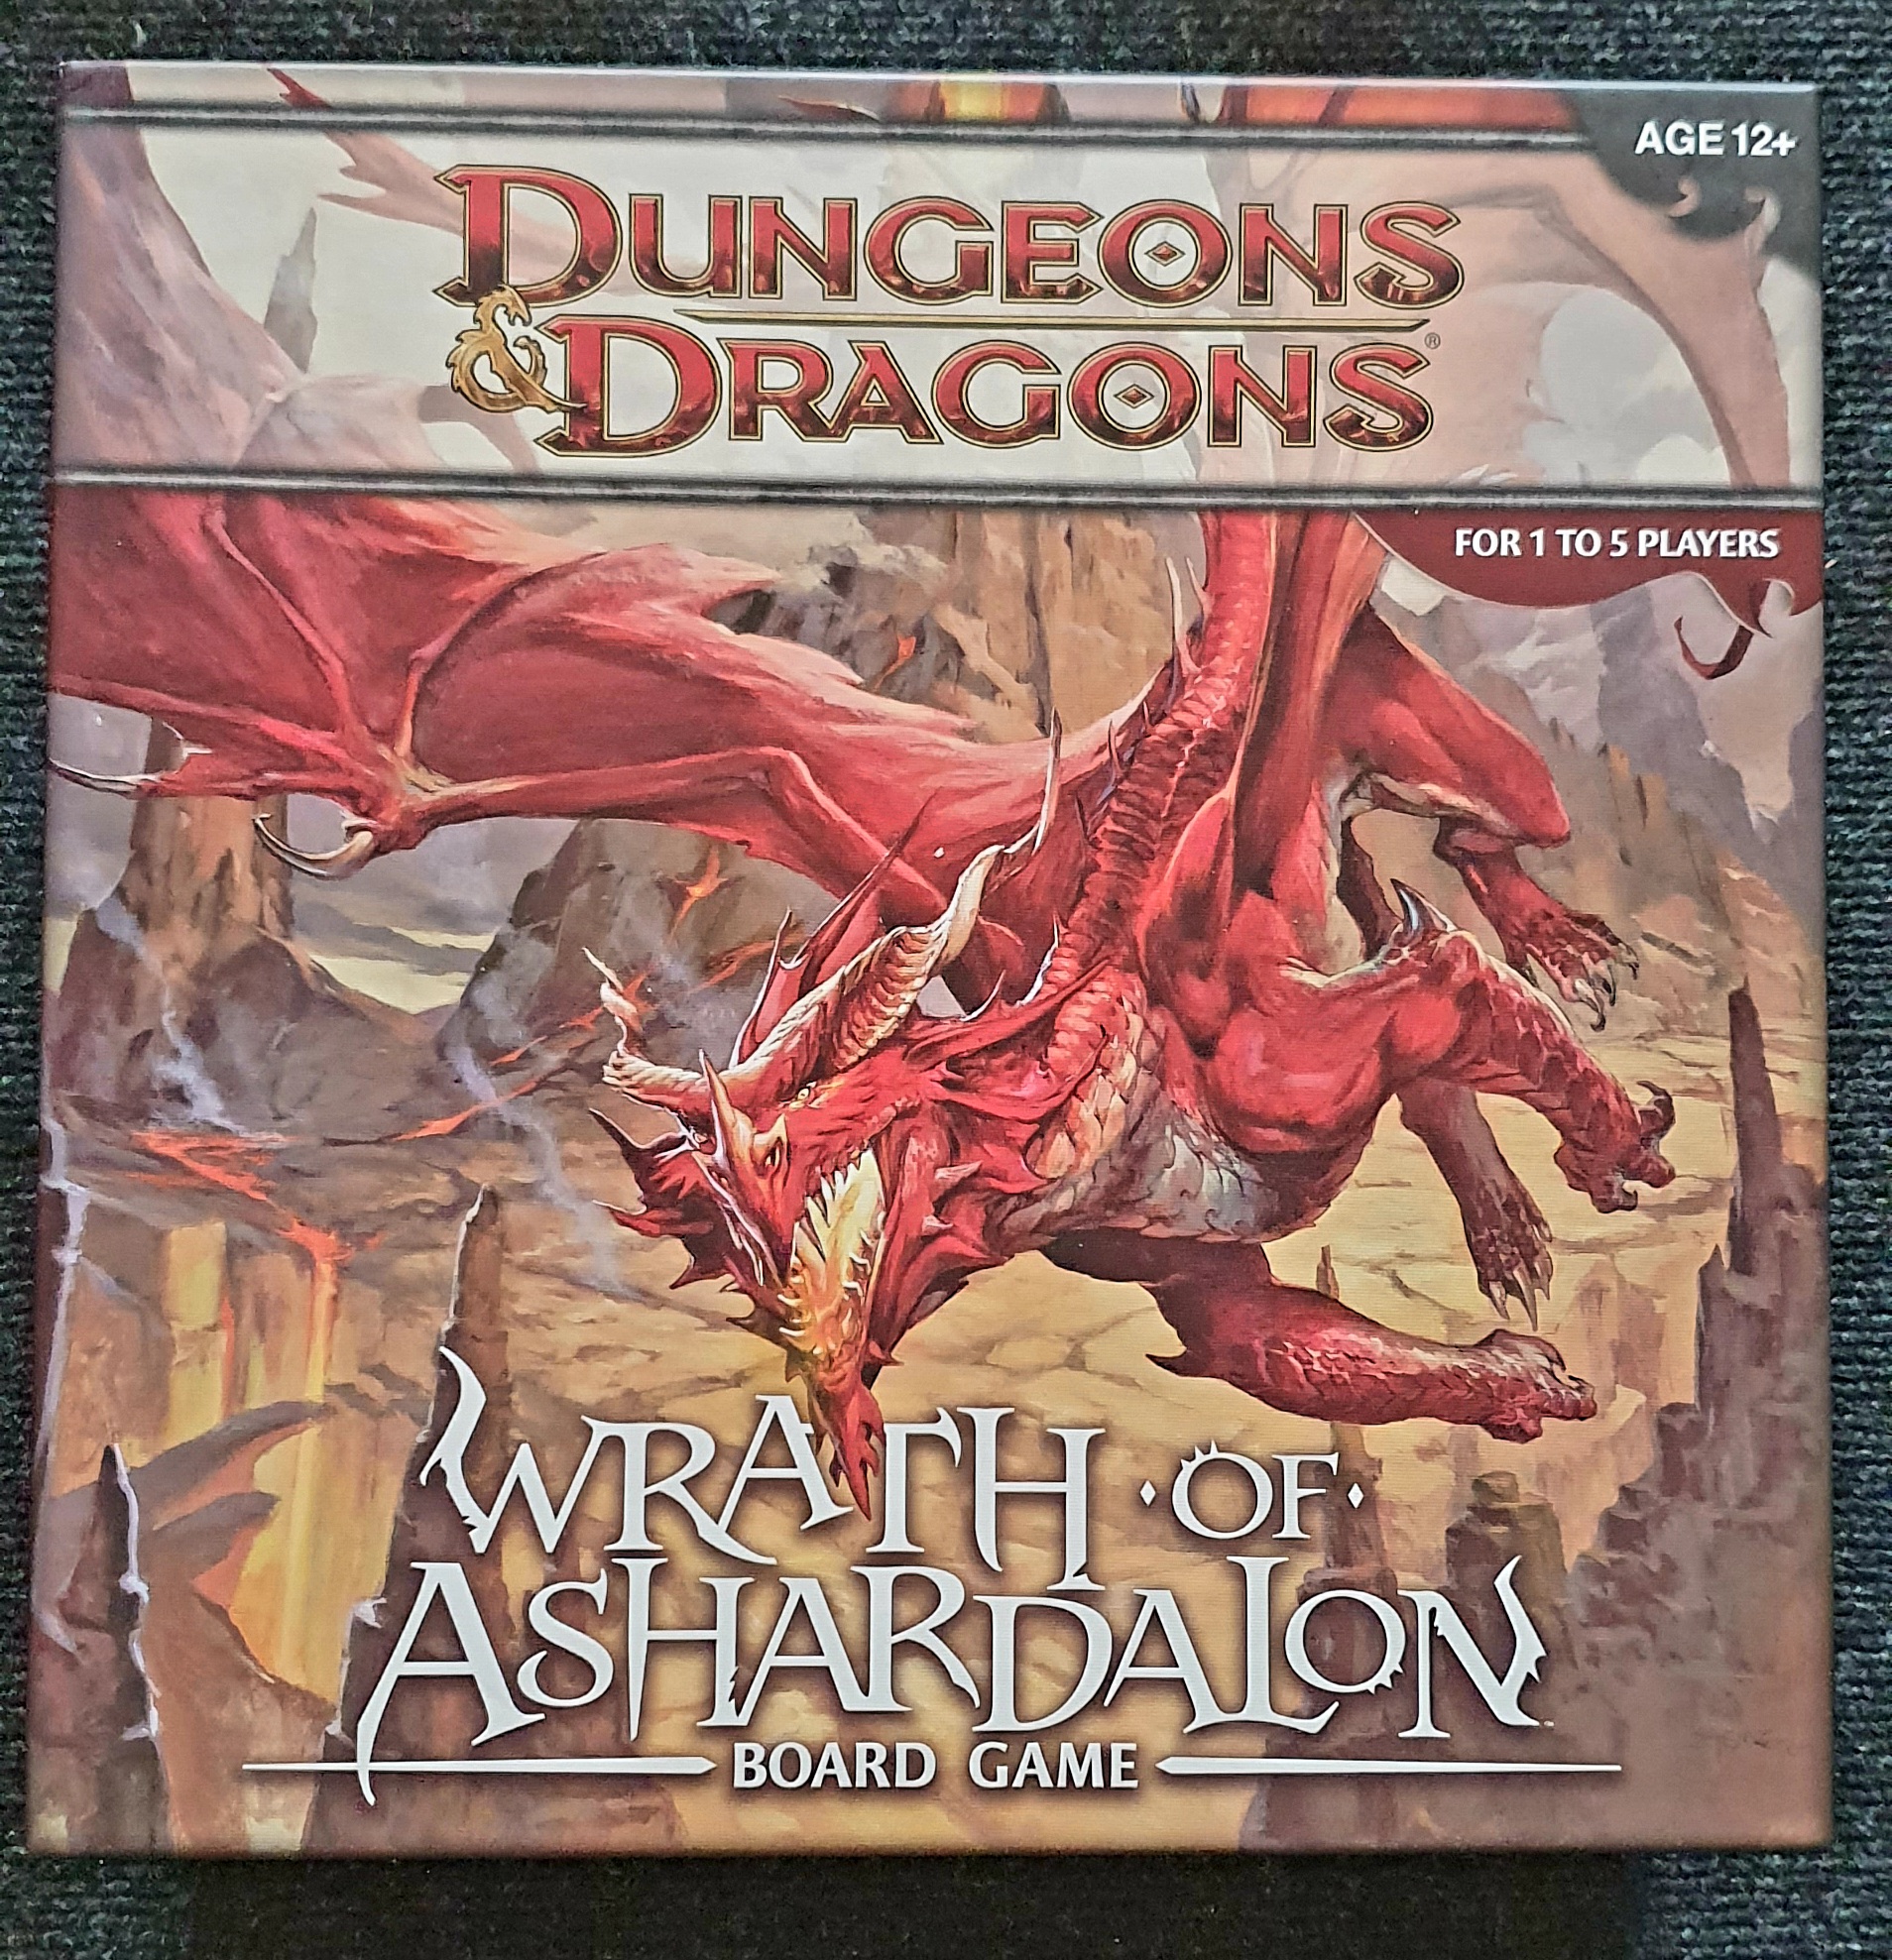 AGE 12+
DUNGEONS
& DRAGONS®
FOR 1 TO 5 PLAYERS
WRATH · OF ·
ASHARDALON
BOARD GAME